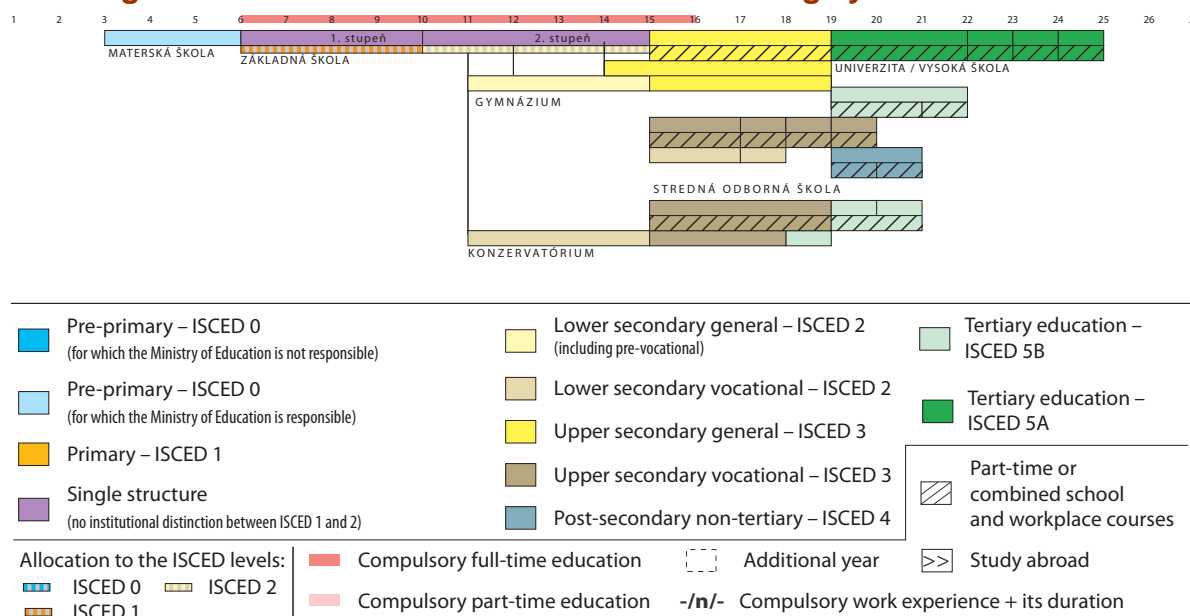 1 2 3 4 5 6 7 8 9 10 11 12 13 14 15 16 17 18 19 20 21 22 23 24 25 26
1. stupeň 2. stupeň
MATERSKÁ ŠKOLA ZÁKLADNÁ ŠKOLA UNIVERZITA / VYSOKÁ ŠKOLA
GYMNÁZIUM
STREDNÁ ODBORNÁ ŠKOLA
KONZERVATÓRIUM
Pre-primary – ISCED 0
(for which the Ministry of Education is not responsible)
Pre-primary – ISCED 0
(for which the Ministry of Education is responsible)
Primary – ISCED 1
Single structure
(no institutional distinction between ISCED 1 and 2)
Lower secondary general – ISCED 2
(including pre-vocational)
Lower secondary vocational – ISCED 2
Upper secondary general – ISCED 3
Upper secondary vocational – ISCED 3
Post-secondary non-tertiary – ISCED 4
Tertiary education –
ISCED 5B
Tertiary education –
ISCED 5A
Part-time or
combined school
and workplace courses
Allocation to the ISCED levels:
ISCED 0 ISCED 2
ISCED 1
Compulsory full-time education
Additional year
>> Study abroad
Compulsory part-time education
-/n/- Compulsory work experience + its duration